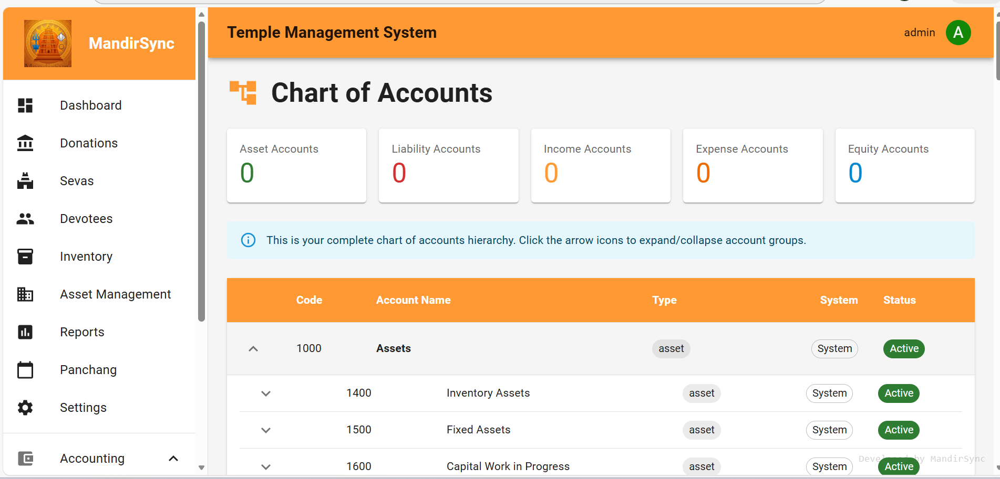 MandirSync
Temple Management System
admin
A
Dashboard
Donations
Sevas
Devotees
Inventory
Asset Management
Reports
Panchang
Settings
Accounting
Chart of Accounts
Asset Accounts
0
Liability Accounts
0
Income Accounts
0
Expense Accounts
0
Equity Accounts
0
This is your complete chart of accounts hierarchy. Click the arrow icons to expand/collapse account groups.
Code Account Name Type System Status
1000 Assets asset System Active
1400 Inventory Assets asset System Active
1500 Fixed Assets asset System Active
1600 Capital Work in Progress asset System Active
Developed by MandirSync